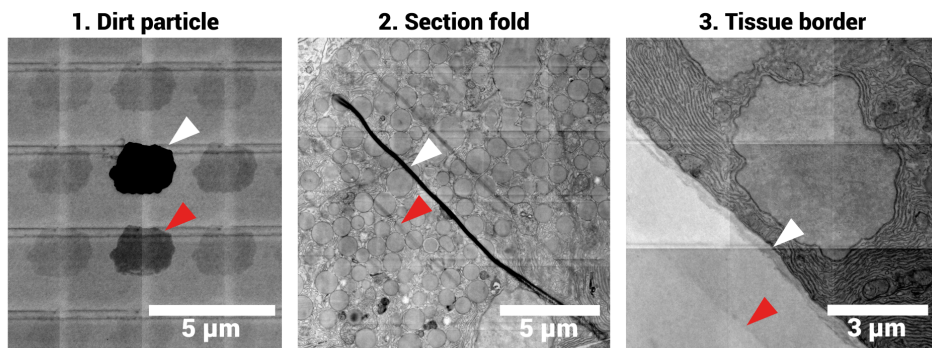 1. Dirt particle
2. Section fold
3. Tissue border
5 µm
5 µm
3 µm